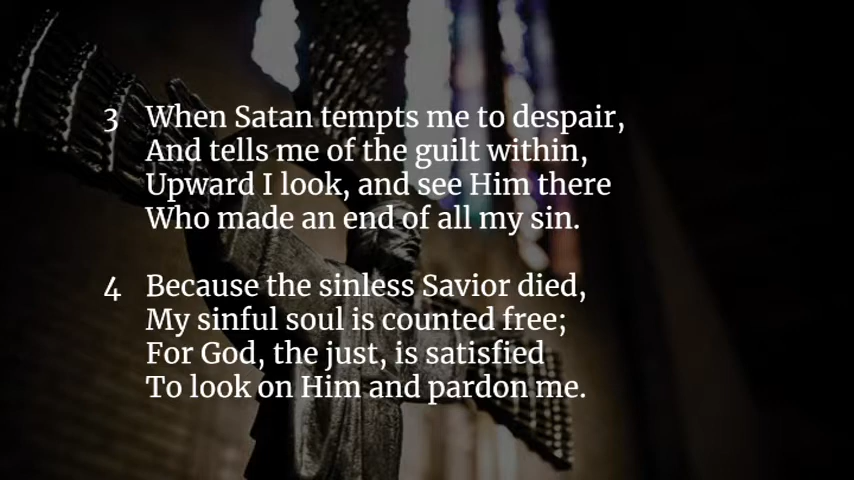 3 When Satan tempts me to despair,
And tells me of the guilt within,
Upward I look, and see Him there
Who made an end of all my sin.
4 Because the sinless Savior died,
My sinful soul is counted free;
For God, the just, is satisfied
To look on Him and pardon me.